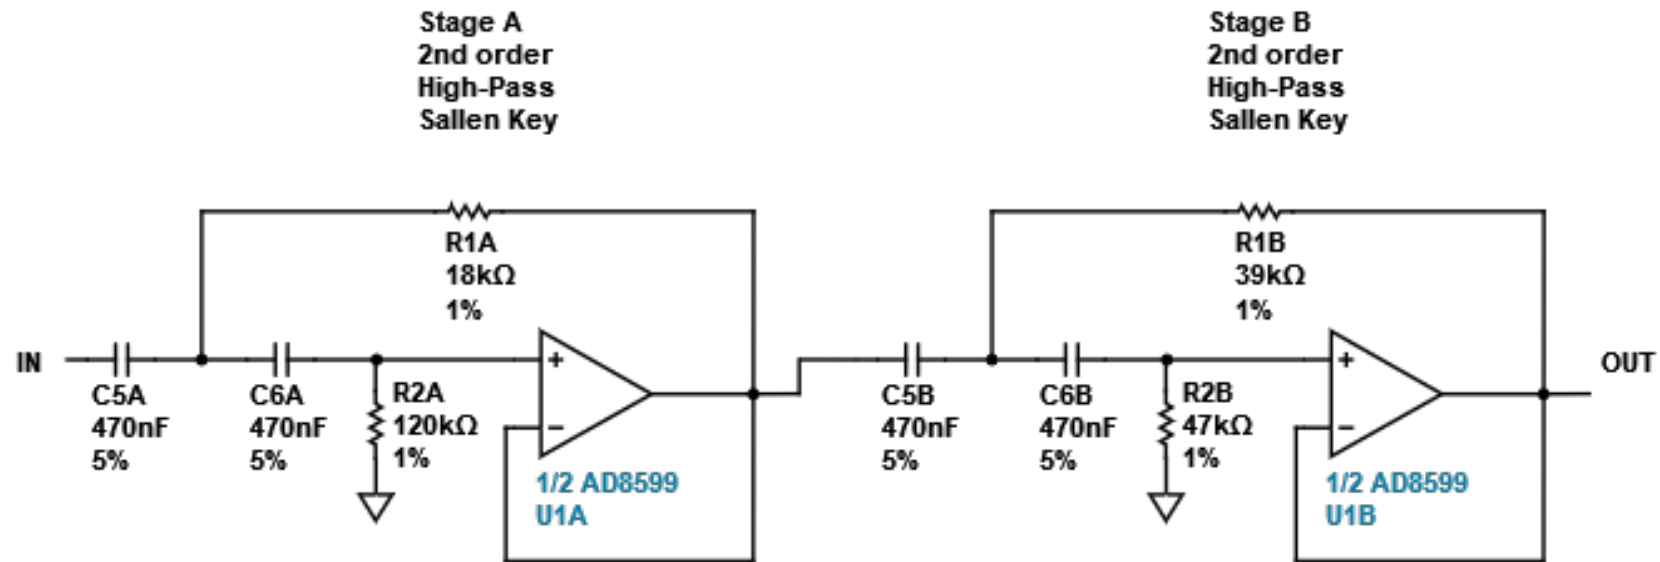 Stage A
2nd order
High-Pass
Sallen Key
Stage B
2nd order
High-Pass
Sallen Key
R1A
18kΩ
1%
R1B
39kΩ
1%
IN
C5A
470nF
5%
C6A
470nF
5%
R2A
120kΩ
1%
+
−
1/2 AD8599
U1A
C5B
470nF
5%
C6B
470nF
5%
R2B
47kΩ
1%
+
−
1/2 AD8599
U1B
OUT